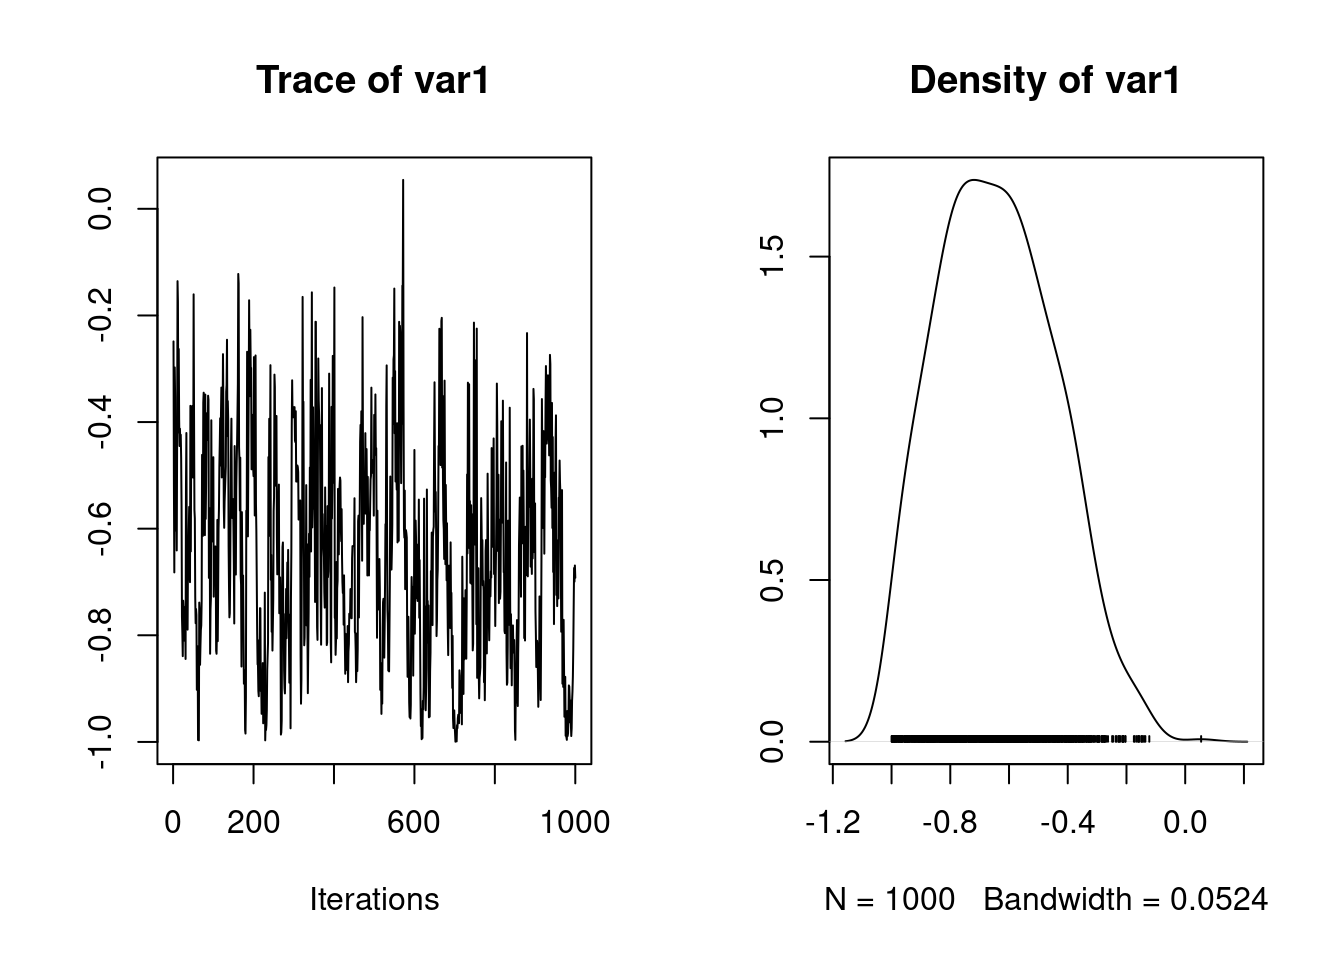 Trace of var1
0.0
-0.2
-0.4
-0.6
-0.8
-1.0
0 200 600 1000
Iterations
Density of var1
1.5
1.0
0.5
0.0
-1.2 -0.8 -0.4 0.0
N = 1000 Bandwidth = 0.0524